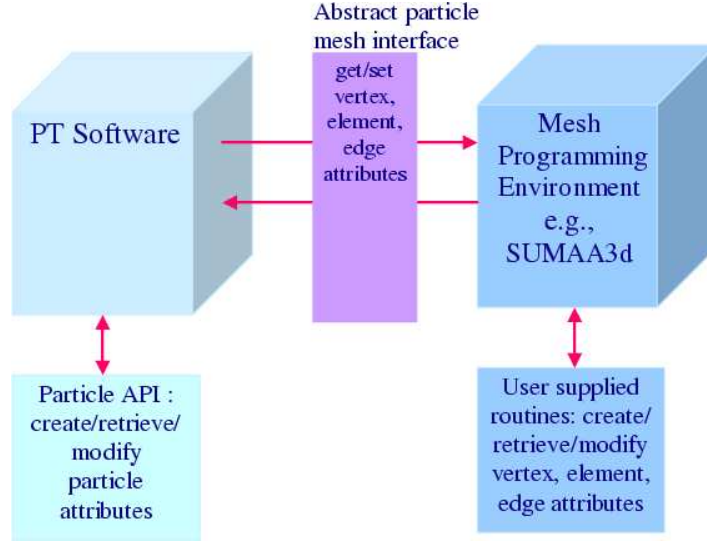 Abstract particle
mesh interface
get/set
vertex,
element,
edge
attributes
PT Software
Mesh
Programming
Environment
e.g.,
SUMAA3d
Particle API :
create/retrieve/
modify
particle
attributes
User supplied
routines: create/
retrieve/modify
vertex, element,
edge attributes